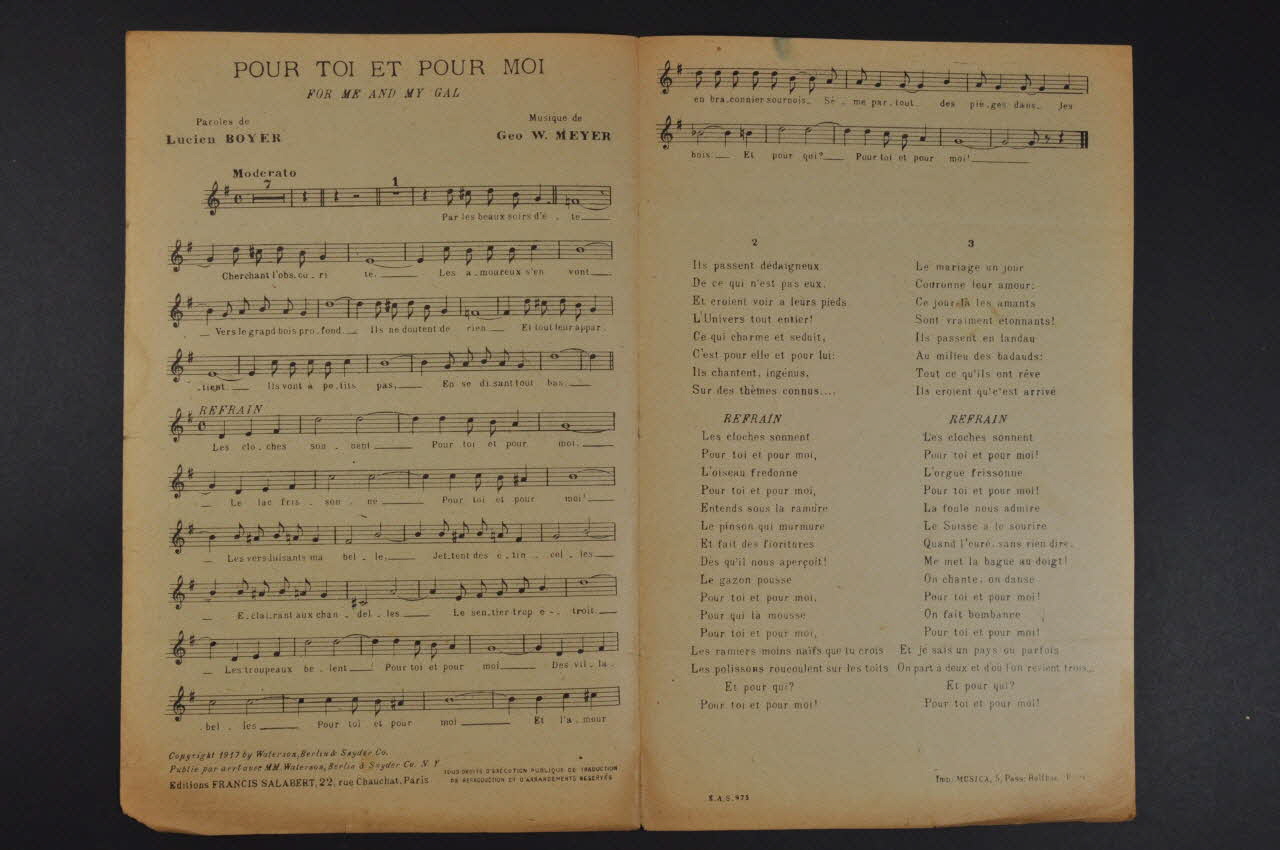 POUR TOI ET POUR MOI
FOR ME AND MY GAL
Paroles de
Lucien BOYER
Musique de
Geo W. MEYER
Moderato
7
1
Par les beaux soirs d'é - té
Cherchant l'obs.cu.ri té. Les a-moureux s'en vont
Vers le grand bois pro.fond. Ils ne doutent de rien Et tout leur appar.
.tient. Ils vont à pe.tits pas, En se di.sant tout bas
REFRAIN
Les clo.ches son.nent Pour toi et pour moi.
Le lac fris.son.ne Pour toi et pour moi!
Les vers luisants ma bel.le, Jet.tent des é.tin.cel.les
E.clai.rant aux chan.del.les Le sen.tier trop é-.troit
Les troupeaux bê.lent Pour toi et pour moi Des vil.la.
.bel.les Pour toi et pour moi Et l'a.mour
Copyright 1917 by Waterson, Berlin & Snyder Co.
Publié par arrt avec MM. Waterson, Berlin & Snyder Co. N. Y
Editions FRANCIS SALABERT, 22, rue Chauchat, Paris
TOUS DROITS D'EXÉCUTION PUBLIQUE DE TRADUCTION
DE REPRODUCTION ET D'ARRANGEMENTS RÉSERVÉS
en bra.connier sournois Sè.me par.tout des piè.ges dans les
bois Et pour qui? Pour toi et pour moi!
2
Ils passent dédaigneux
De ce qui n'est pas eux.
Et croient voir à leurs pieds
L'Univers tout entier!
Ce qui charme et séduit,
C'est pour elle et pour lui:
Ils chantent, ingénus,
Sur des thèmes connus....
REFRAIN
Les cloches sonnent
Pour toi et pour moi,
L'oiseau fredonne
Pour toi et pour moi,
Entends sous la ramure
Le pinson qui murmure
Et fait des fioritures
Dès qu'il nous aperçoit!
Le gazon pousse
Pour toi et pour moi,
Pour qui la mousse
Pour toi et pour moi,
Les ramiers moins naïfs que tu crois
Les polissons roucoulent sur les toits
Et pour qui?
Pour toi et pour moi!
3
Le mariage un jour
Couronne leur amour:
Ce jour-là les amants
Sont vraiment étonnants!
Ils passent en landau
Au milieu des badauds:
Tout ce qu'ils ont rêvé
Ils croient qu'c'est arrivé
REFRAIN
Les cloches sonnent
Pour toi et pour moi!
L'orgue frissonne
Pour toi et pour moi!
La foule nous admire
Le Suisse a le sourire
Quand l'curé, sans rien dire,
Me met la bague au doigt!
On chante, on danse
Pour toi et pour moi!
On fait bombance
Pour toi et pour moi!
Et je sais un pays où parfois
On part à deux et d'où l'on revient trois
Et pour qui?
Pour toi et pour moi!
Imp. MUSICA, 5, Pass:
E.A.S. 975